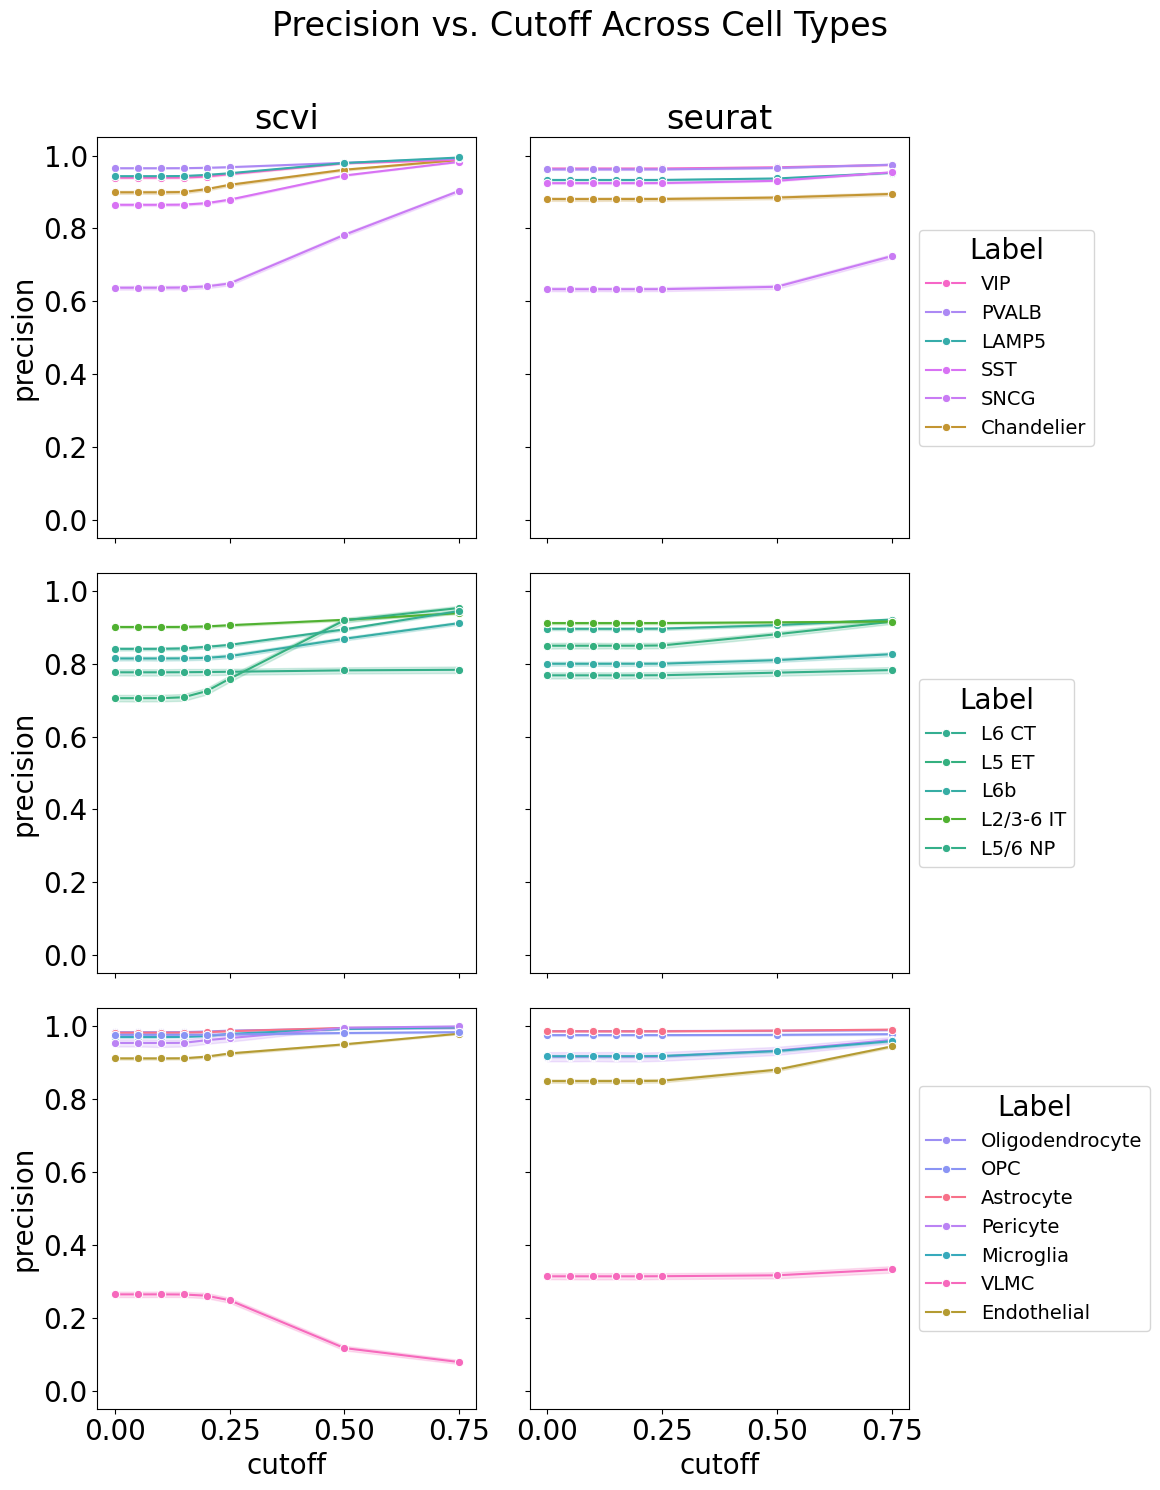 Precision vs. Cutoff Across Cell Types
scvi
seurat
1.0
0.8
0.6
0.4
0.2
0.0
precision
Label
VIP
PVALB
LAMP5
SST
SNCG
Chandelier
1.0
0.8
0.6
0.4
0.2
0.0
precision
Label
L6 CT
L5 ET
L6b
L2/3-6 IT
L5/6 NP
1.0
0.8
0.6
0.4
0.2
0.0
precision
Label
Oligodendrocyte
OPC
Astrocyte
Pericyte
Microglia
VLMC
Endothelial
0.00 0.25 0.50 0.75
cutoff
0.00 0.25 0.50 0.75
cutoff